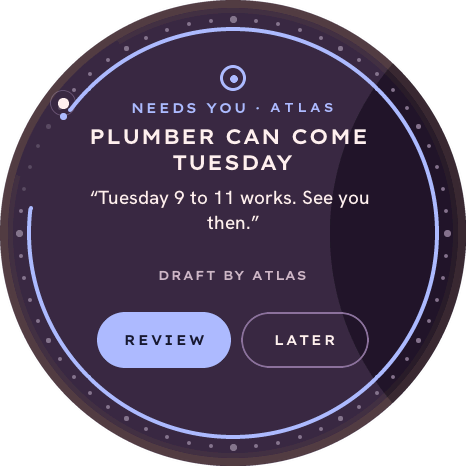 NEEDS YOU · ATLAS
PLUMBER CAN COME
TUESDAY
“Tuesday 9 to 11 works. See you
then.”
DRAFT BY ATLAS
REVIEW
LATER